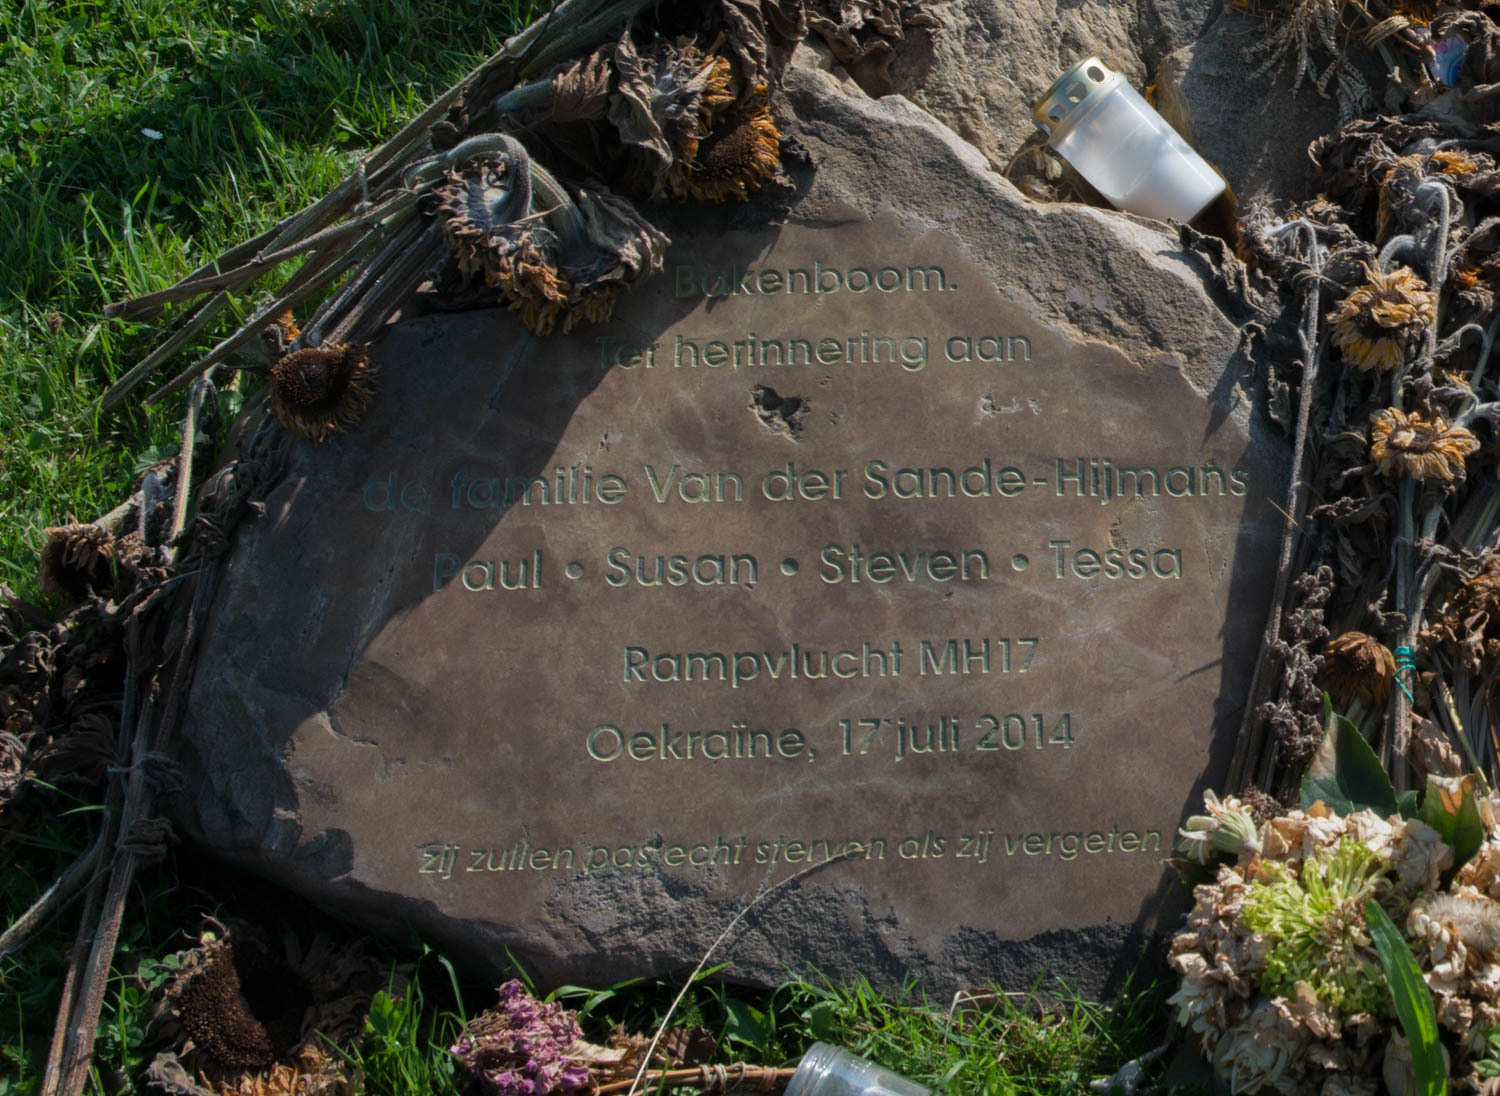 Bakenboom.
Ter herinnering aan
de familie Van der Sande-Hijmans
Paul • Susan • Steven • Tessa
Rampvlucht MH17
Oekraïne, 17 juli 2014
zij zullen pas echt sterven als zij vergeten